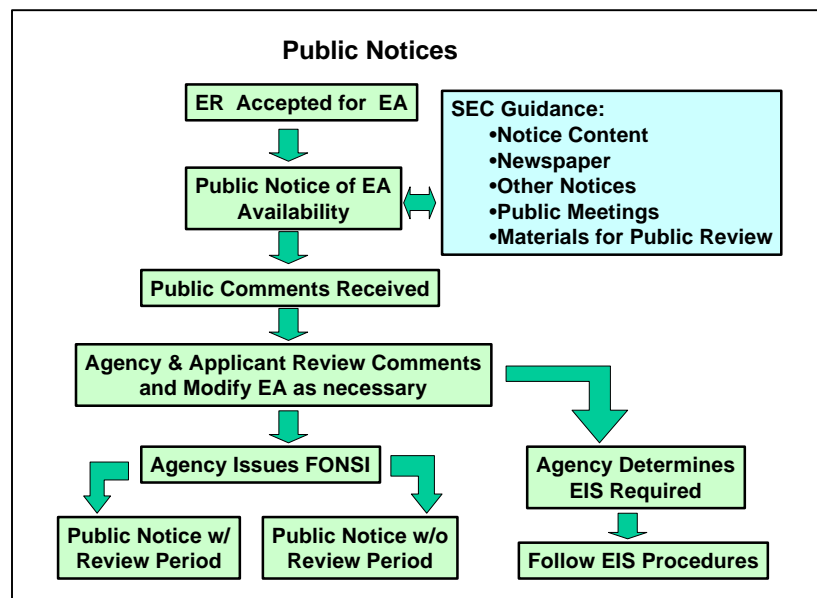 Public Notices
ER Accepted for EA
SEC Guidance:
•Notice Content
•Newspaper
•Other Notices
•Public Meetings
•Materials for Public Review
Public Notice of EA
Availability
Public Comments Received
Agency & Applicant Review Comments
and Modify EA as necessary
Agency Issues FONSI
Agency Determines
EIS Required
Public Notice w/
Review Period
Public Notice w/o
Review Period
Follow EIS Procedures